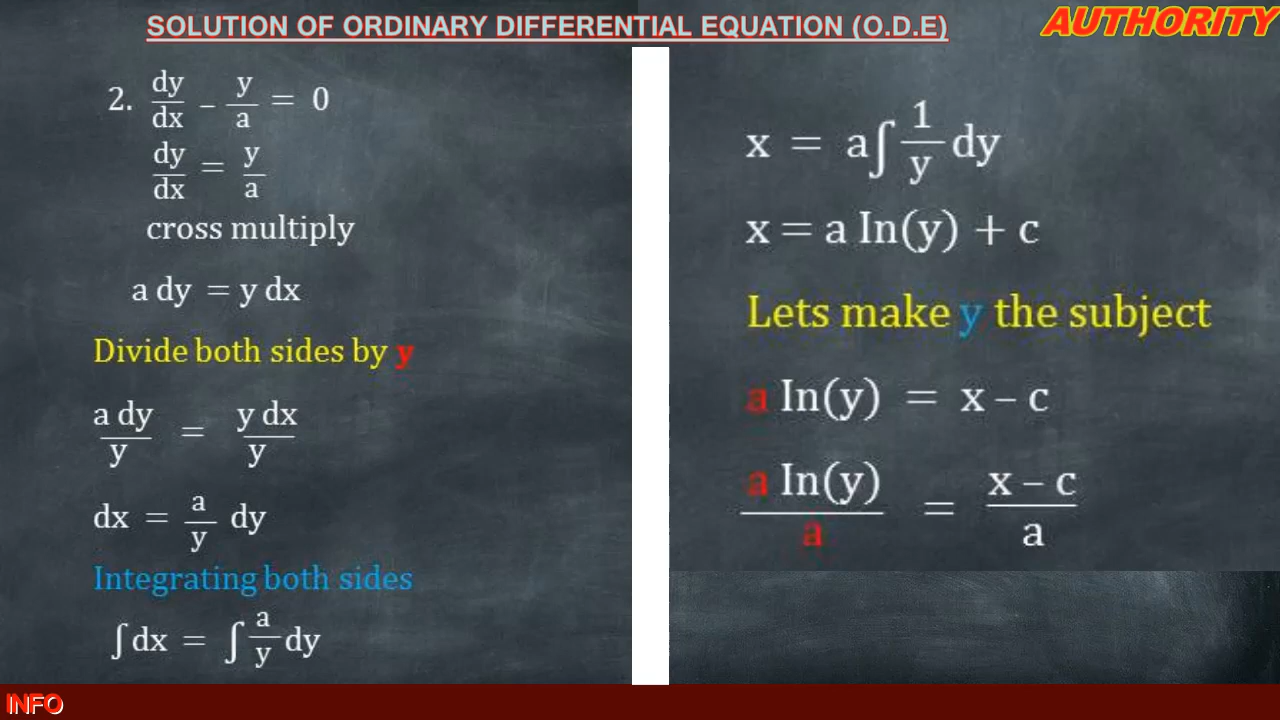 SOLUTION OF ORDINARY DIFFERENTIAL EQUATION (O.D.E)
AUTHORITY
2. dy/dx – y/a = 0
dy/dx = y/a
cross multiply
a dy = y dx
Divide both sides by y
a dy/y = y dx/y
dx = a/y dy
Integrating both sides
∫dx = ∫a/y dy
x = a∫1/y dy
x = a In(y) + c
Lets make y the subject
a In(y) = x – c
a In(y)/a = x – c/a
INFO